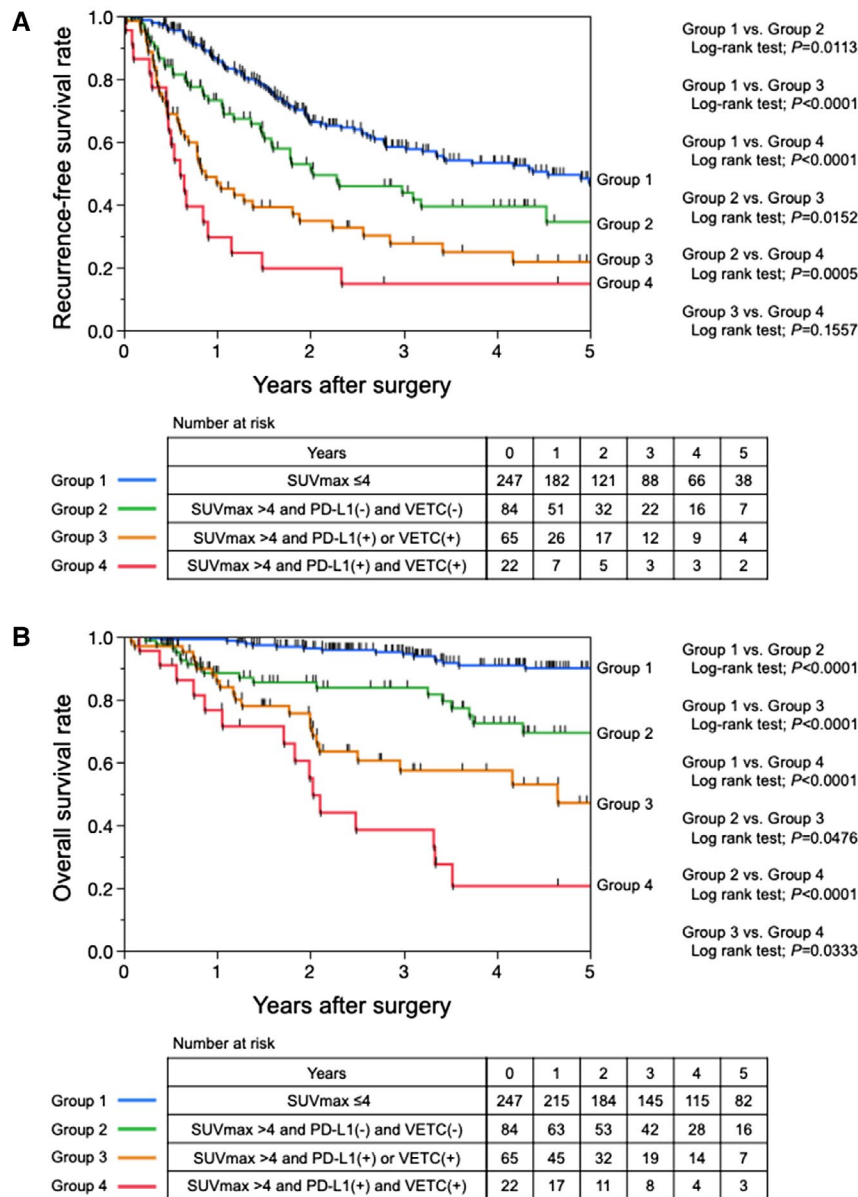 A
Recurrence-free survival rate
1.0
0.8
0.6
0.4
0.2
0.0
0 1 2 3 4 5
Years after surgery
Group 1
Group 2
Group 3
Group 4
Group 1 vs. Group 2
Log-rank test; P=0.0113
Group 1 vs. Group 3
Log-rank test; P<0.0001
Group 1 vs. Group 4
Log rank test; P<0.0001
Group 2 vs. Group 3
Log rank test; P=0.0152
Group 2 vs. Group 4
Log rank test; P=0.0005
Group 3 vs. Group 4
Log rank test; P=0.1557
Number at risk
Years 0 1 2 3 4 5
Group 1 SUVmax ≤4 247 182 121 88 66 38
Group 2 SUVmax >4 and PD-L1(-) and VETC(-) 84 51 32 22 16 7
Group 3 SUVmax >4 and PD-L1(+) or VETC(+) 65 26 17 12 9 4
Group 4 SUVmax >4 and PD-L1(+) and VETC(+) 22 7 5 3 3 2
B
Overall survival rate
1.0
0.8
0.6
0.4
0.2
0.0
0 1 2 3 4 5
Years after surgery
Group 1
Group 2
Group 3
Group 4
Group 1 vs. Group 2
Log-rank test; P<0.0001
Group 1 vs. Group 3
Log-rank test; P<0.0001
Group 1 vs. Group 4
Log rank test; P<0.0001
Group 2 vs. Group 3
Log rank test; P=0.0476
Group 2 vs. Group 4
Log rank test; P<0.0001
Group 3 vs. Group 4
Log rank test; P=0.0333
Number at risk
Years 0 1 2 3 4 5
Group 1 SUVmax ≤4 247 215 184 145 115 82
Group 2 SUVmax >4 and PD-L1(-) and VETC(-) 84 63 53 42 28 16
Group 3 SUVmax >4 and PD-L1(+) or VETC(+) 65 45 32 19 14 7
Group 4 SUVmax >4 and PD-L1(+) and VETC(+) 22 17 11 8 4 3